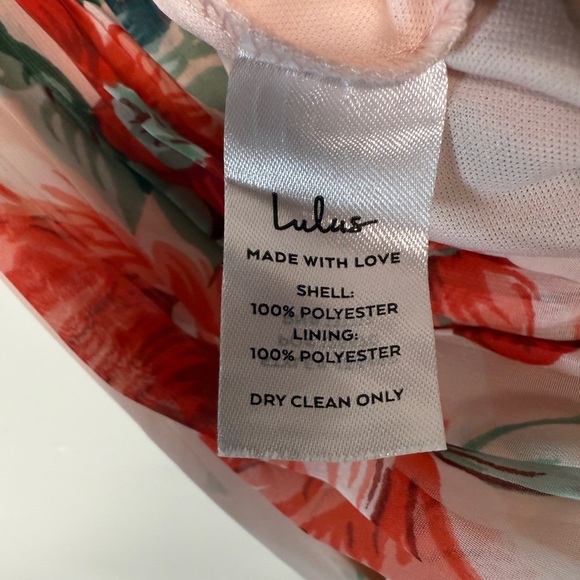 Lulus
MADE WITH LOVE
SHELL:
100% POLYESTER
LINING:
100% POLYESTER
DRY CLEAN ONLY